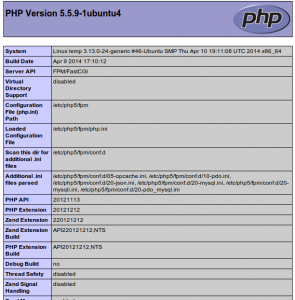 PHP Version 5.5.9-1ubuntu4
php
System Linux lemp 3.13.0-24-generic #46-Ubuntu SMP Thu Apr 10 19:11:08 UTC 2014 x86_64
Build Date Apr 9 2014 17:10:12
Server API FPM/FastCGI
Virtual
Directory
Support
disabled
Configuration
File (php.ini)
Path
/etc/php5/fpm
Loaded
Configuration
File
/etc/php5/fpm/php.ini
Scan this dir for
additional .ini
files
/etc/php5/fpm/conf.d
Additional .ini
files parsed
/etc/php5/fpm/conf.d/05-opcache.ini, /etc/php5/fpm/conf.d/10-pdo.ini,
/etc/php5/fpm/conf.d/20-json.ini, /etc/php5/fpm/conf.d/20-mysql.ini, /etc/php5/fpm/conf.d/20-
mysqli.ini, /etc/php5/fpm/conf.d/20-pdo_mysql.ini
PHP API 20121113
PHP Extension 20121212
Zend Extension 220121212
Zend Extension
Build
API220121212,NTS
PHP Extension
Build
API20121212,NTS
Debug Build no
Thread Safety disabled
Zend Signal
Handling
disabled